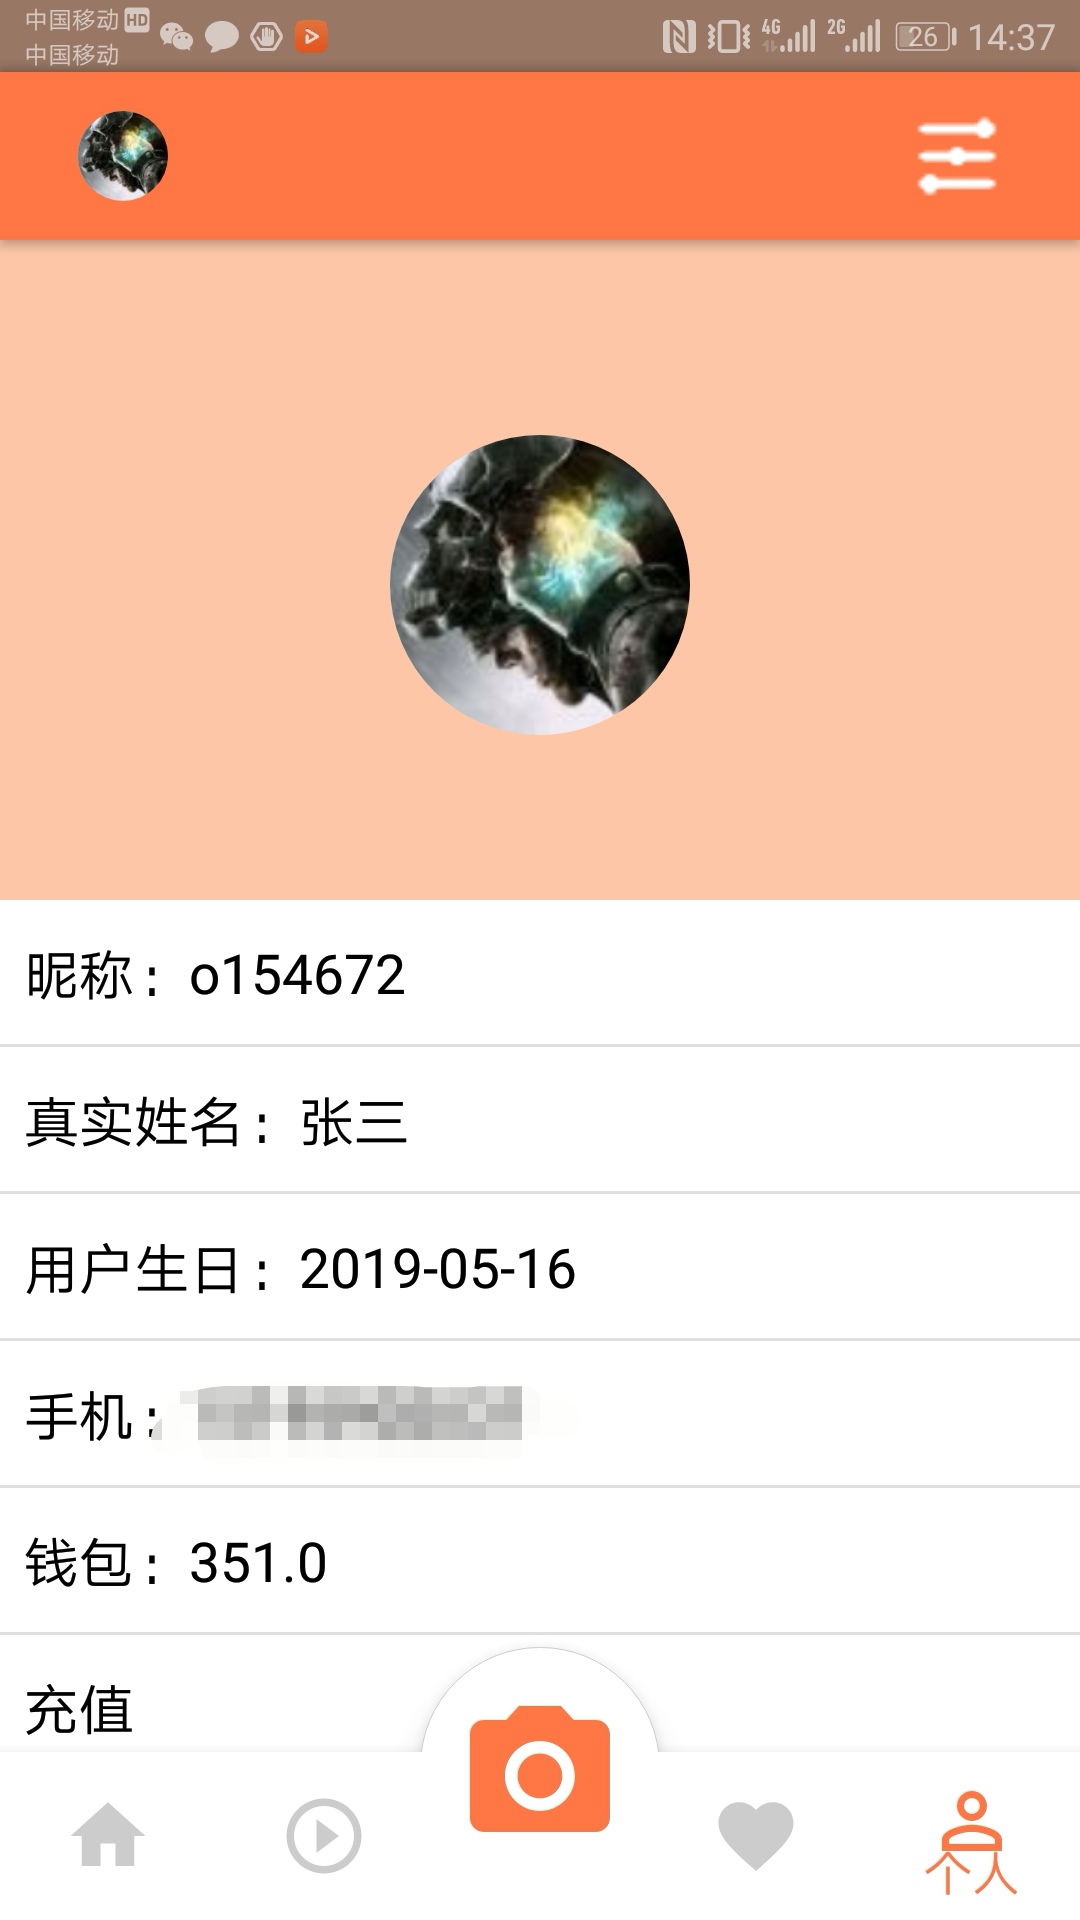 中国移动 HD
中国移动
4G 2G 26 14:37
昵称：o154672
真实姓名：张三
用户生日：2019-05-16
手机：
钱包：351.0
充值
个人